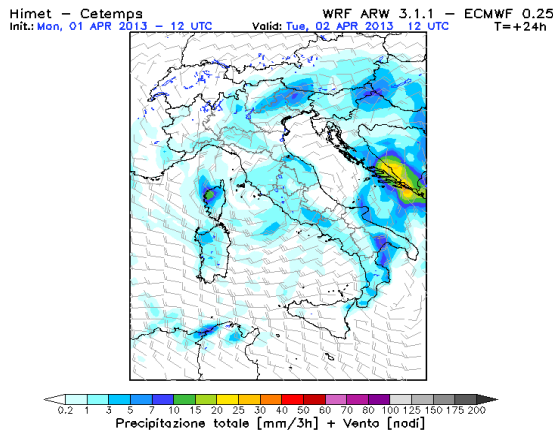 Himet – Cetemps WRF ARW 3.1.1 – ECMWF 0.25
Init.: Mon, 01 APR 2013 – 12 UTC Valid: Tue, 02 APR 2013 12 UTC T=+24h
0.2 1 3 5 7 10 15 20 25 30 40 50 60 70 80 90 100 125 150 175 200
Precipitazione totale [mm/3h] + Vento [nodi]